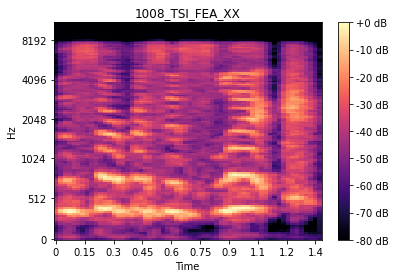 1008_TSI_FEA_XX
+0 dB
8192
-10 dB
4096
-20 dB
-30 dB
2048
Hz
-40 dB
1024
-50 dB
512
-60 dB
-70 dB
0
-80 dB
0 0.15 0.3 0.45 0.6 0.75 0.9 1.1 1.2 1.4
Time